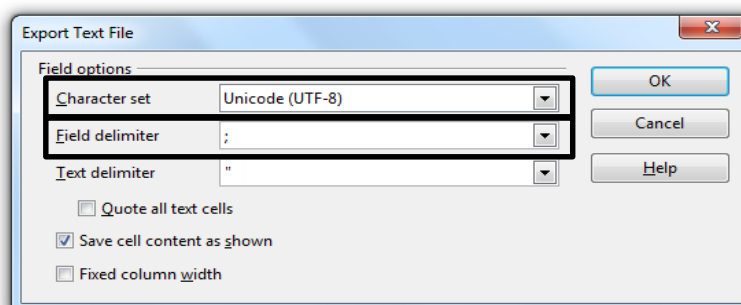 Export Text File
Field options
Character set Unicode (UTF-8)
Field delimiter ;
Text delimiter "
Quote all text cells
Save cell content as shown
Fixed column width
OK
Cancel
Help